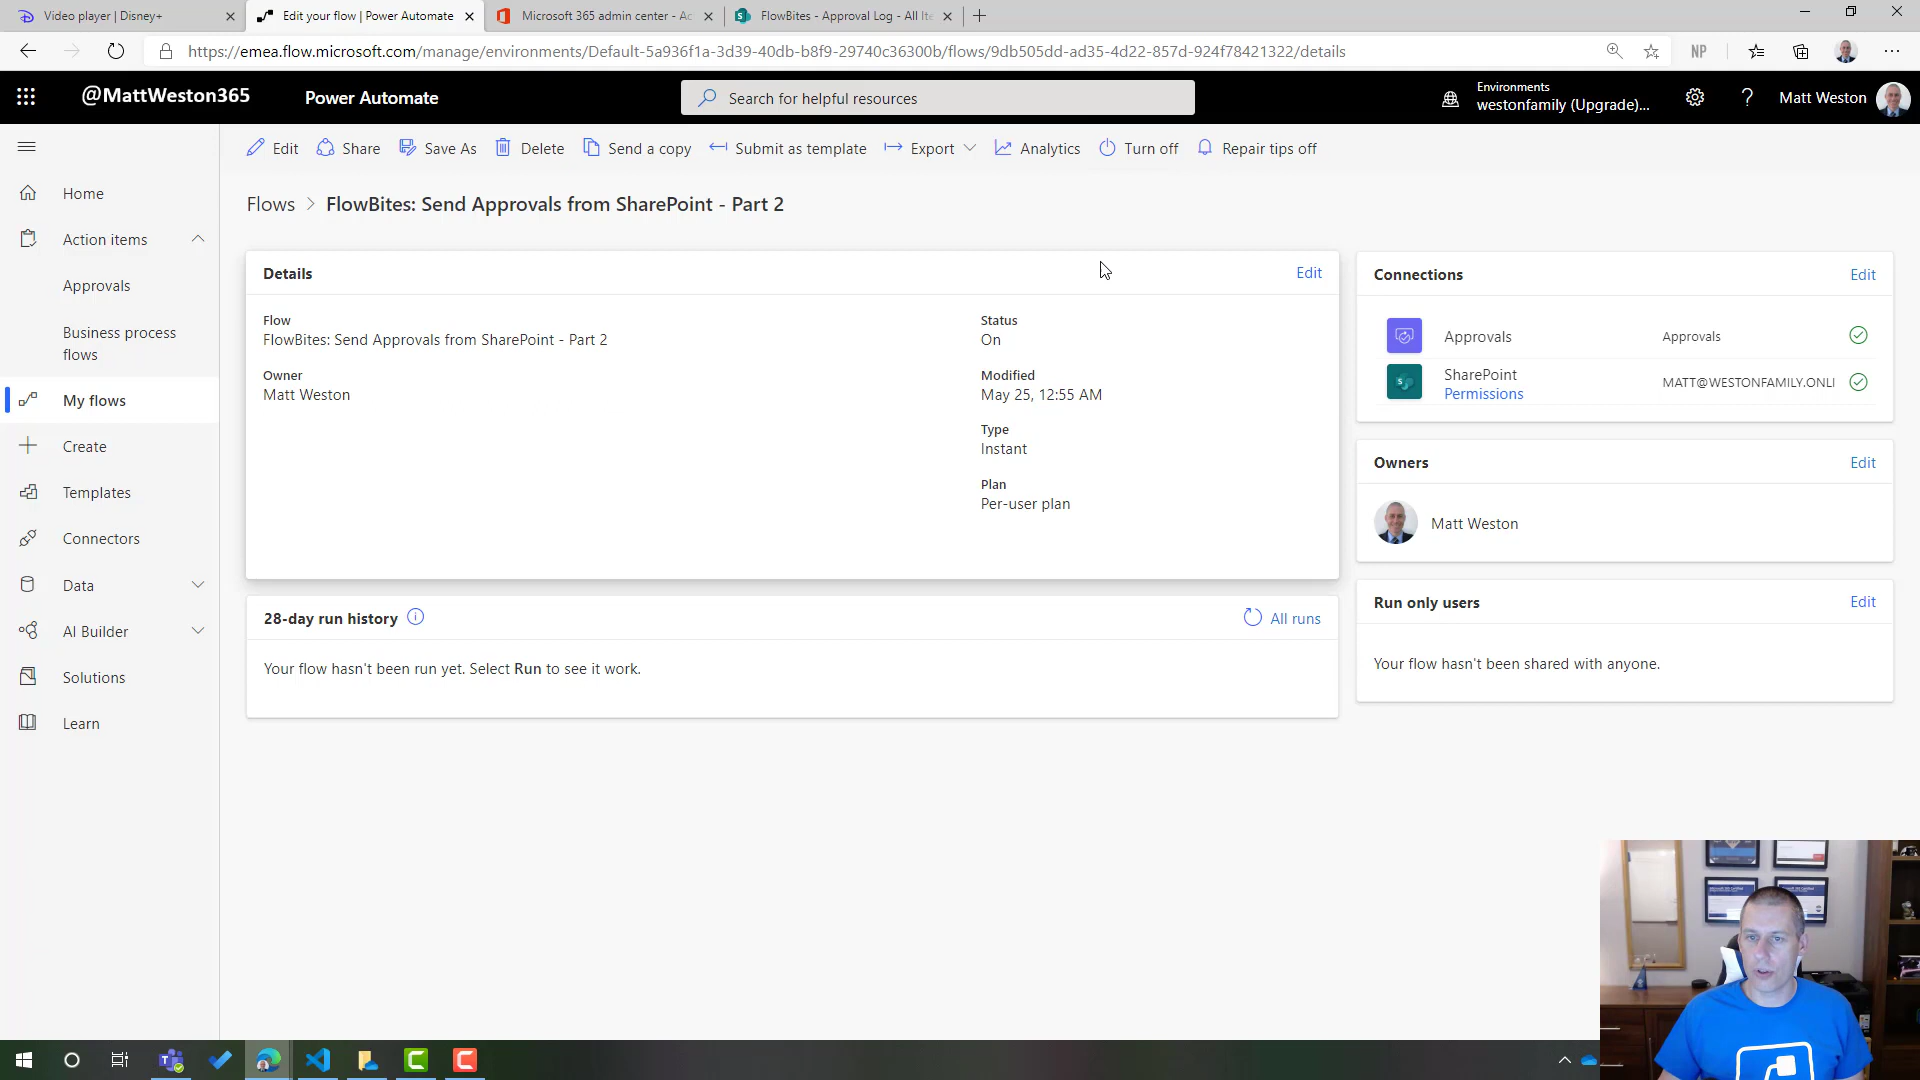 Video player | Disney+
Edit your flow | Power Automate
Microsoft 365 admin center - Ac
FlowBites - Approval Log - All Ite
https://emea.flow.microsoft.com/manage/environments/Default-5a936f1a-3d39-40db-b8f9-29740c36300b/flows/9db505dd-ad35-4d22-857d-924f78421322/details
NP
@MattWeston365
Power Automate
Search for helpful resources
Environments
westonfamily (Upgrade)...
?
Matt Weston
Edit
Share
Save As
Delete
Send a copy
Submit as template
Export
Analytics
Turn off
Repair tips off
Home
Action items
Approvals
Business process
flows
My flows
Create
Templates
Connectors
Data
AI Builder
Solutions
Learn
Flows > FlowBites: Send Approvals from SharePoint - Part 2
Details
Edit
Flow
FlowBites: Send Approvals from SharePoint - Part 2
Owner
Matt Weston
Status
On
Modified
May 25, 12:55 AM
Type
Instant
Plan
Per-user plan
28-day run history
All runs
Your flow hasn't been run yet. Select Run to see it work.
Connections
Edit
Approvals
Approvals
SharePoint
Permissions
MATT@WESTONFAMILY.ONLI
Owners
Edit
Matt Weston
Run only users
Edit
Your flow hasn't been shared with anyone.